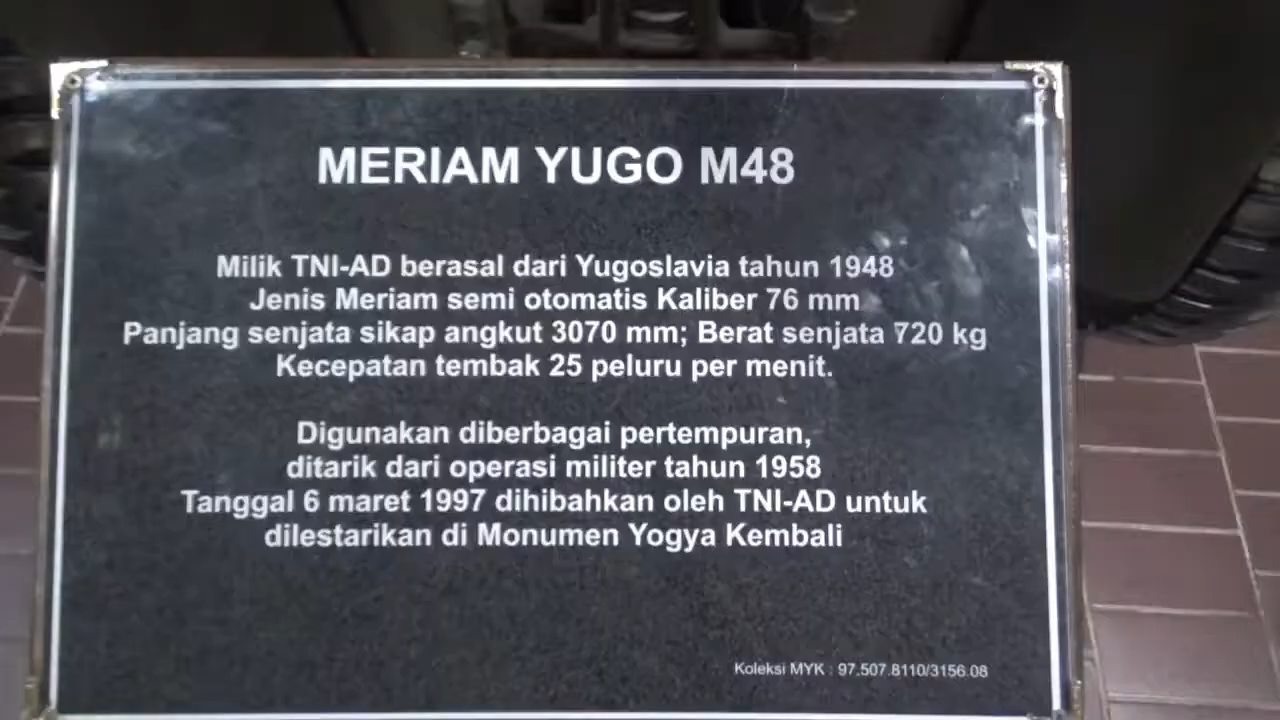 MERIAM YUGO M48
Milik TNI-AD berasal dari Yugoslavia tahun 1948
Jenis Meriam semi otomatis Kaliber 76 mm
Panjang senjata sikap angkut 3070 mm; Berat senjata 720 kg
Kecepatan tembak 25 peluru per menit.
Digunakan diberbagai pertempuran,
ditarik dari operasi militer tahun 1958
Tanggal 6 maret 1997 dihibahkan oleh TNI-AD untuk
dilestarikan di Monumen Yogya Kembali
Koleksi MYK : 97.507.8110/3156.08